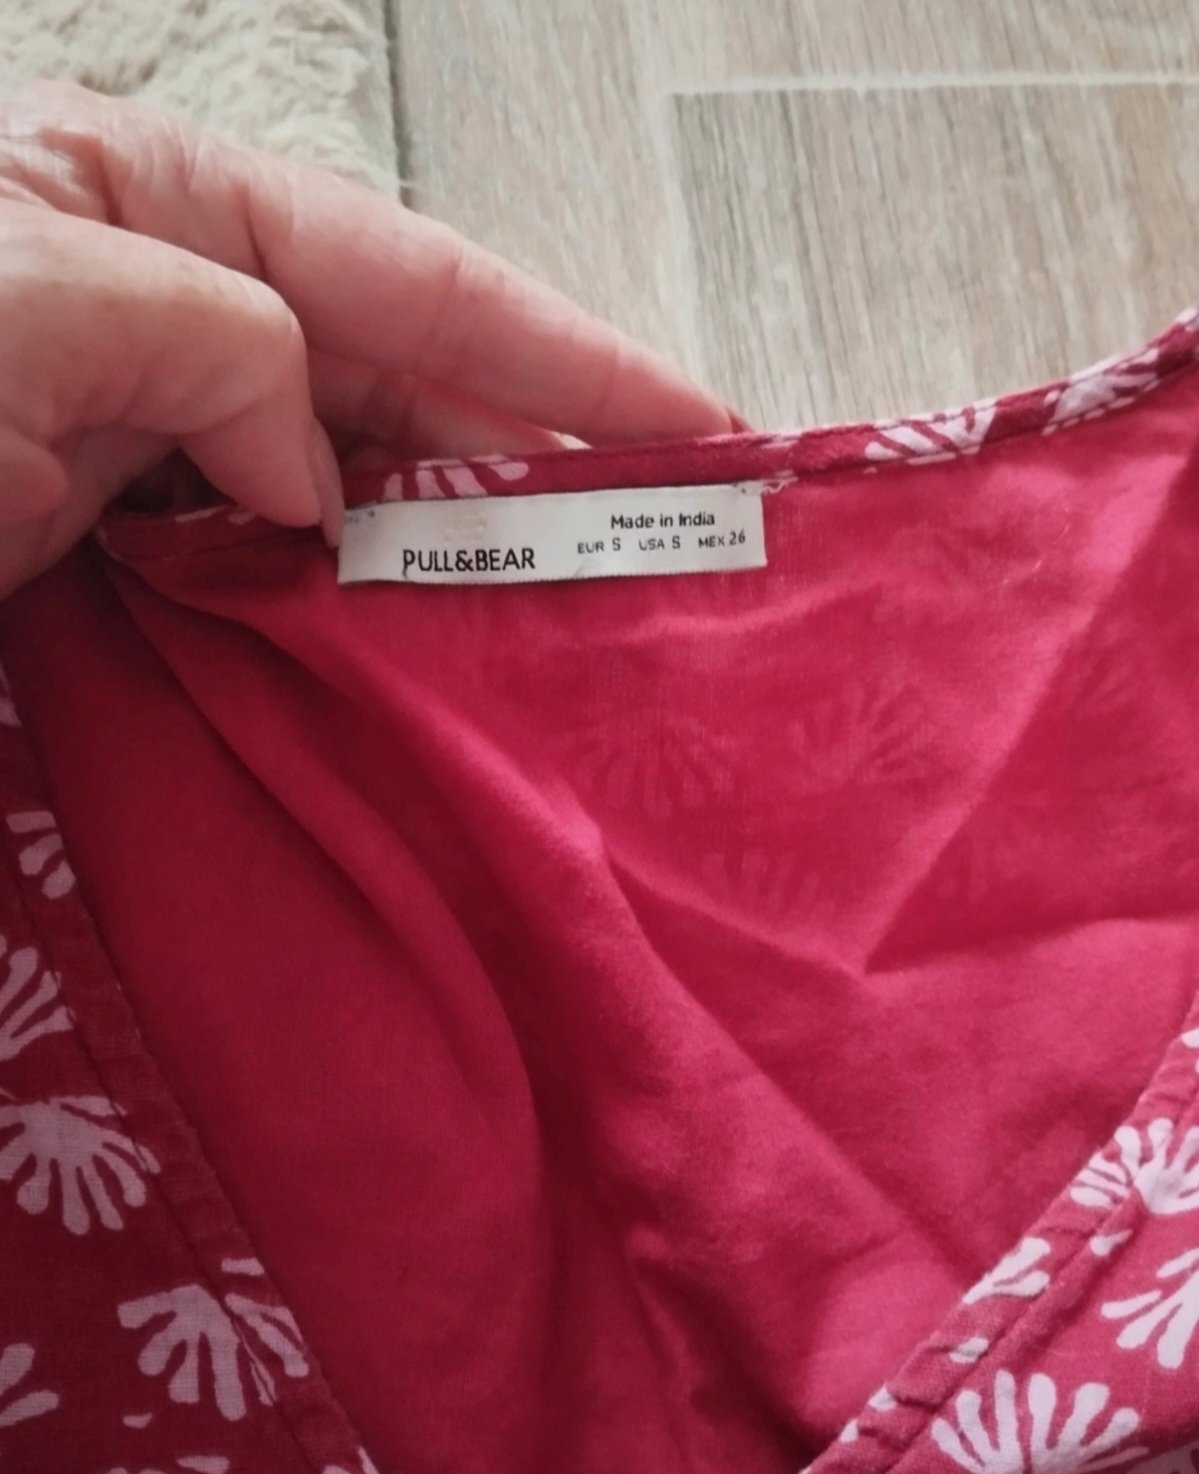 PULL&BEAR
Made in India
EUR S USA S MEX 26